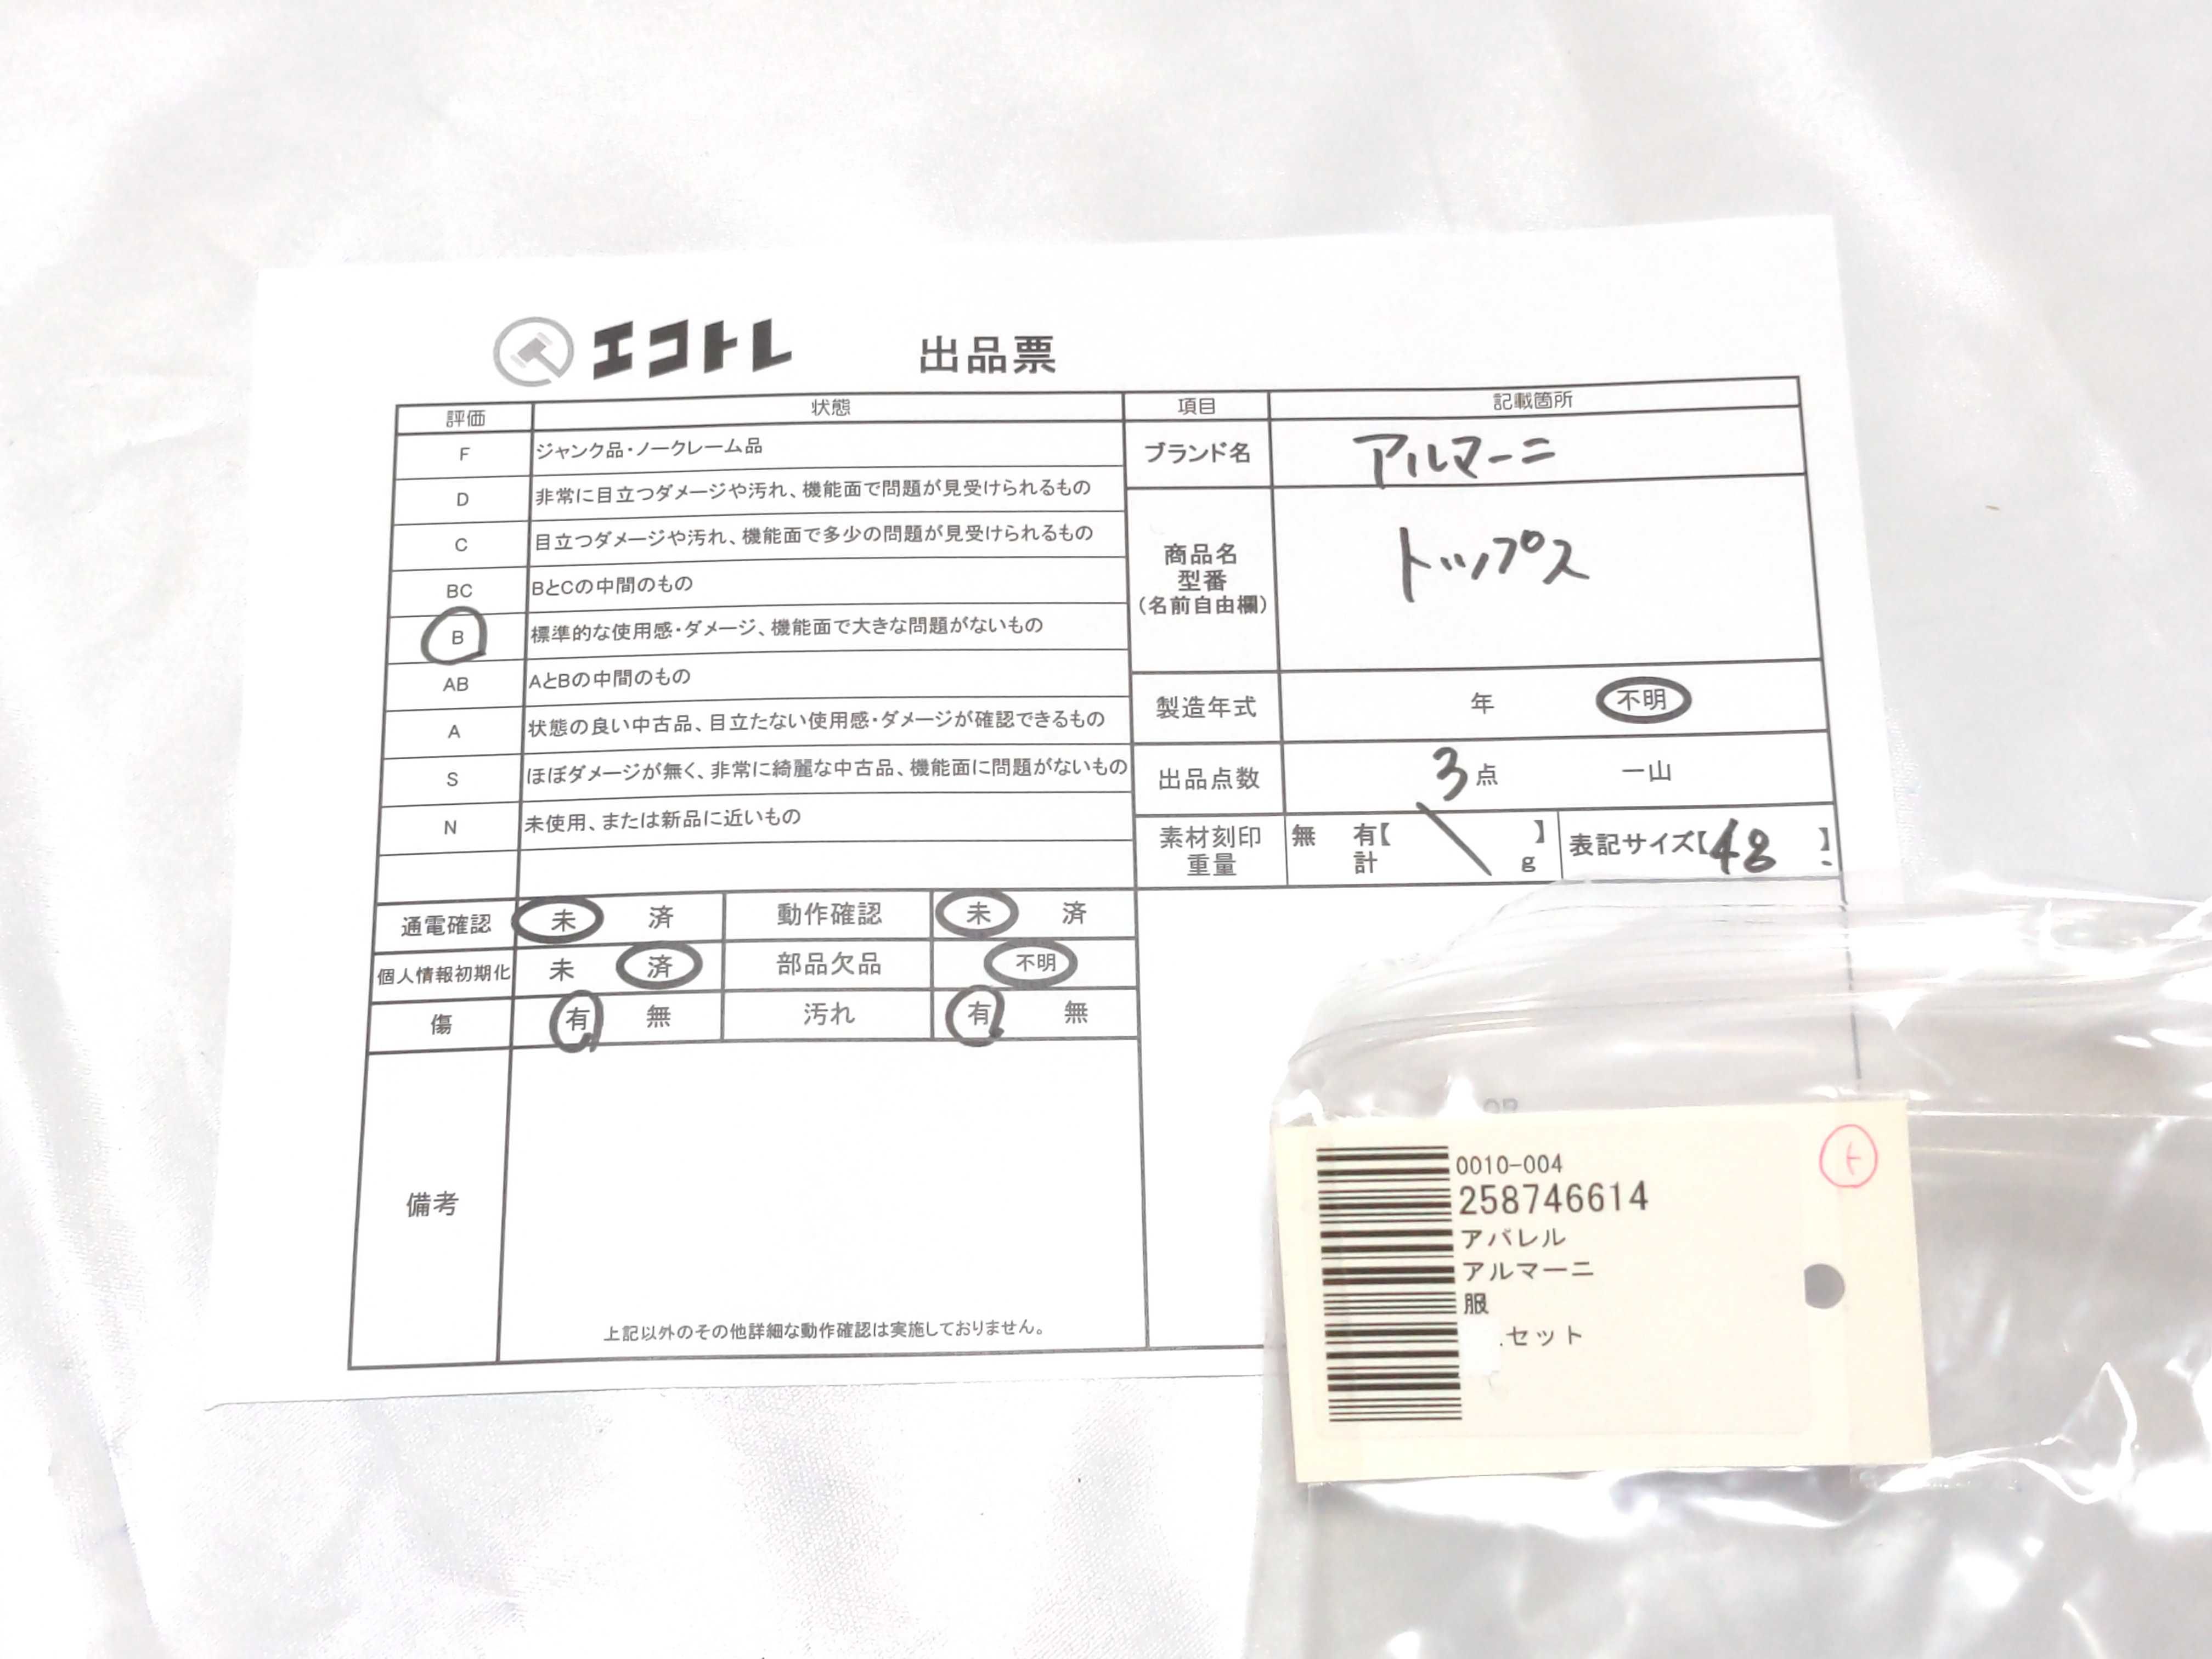 エコトレ 出品票
評価 状態 項目 記載箇所
F ジャンク品・ノークレーム品
D 非常に目立つダメージや汚れ、機能面で問題が見受けられるもの
C 目立つダメージや汚れ、機能面で多少の問題が見受けられるもの
BC BとCの中間のもの
B 標準的な使用感・ダメージ、機能面で大きな問題がないもの
AB AとBの中間のもの
A 状態の良い中古品、目立たない使用感・ダメージが確認できるもの
S ほぼダメージが無く、非常に綺麗な中古品、機能面に問題がないもの
N 未使用、または新品に近いもの
ブランド名 アルマーニ
商品名
型番
(名前自由欄)
トップス
製造年式 年 不明
出品点数 3点 一山
素材刻印 無 有【 】
重量 計 g
表記サイズ【48 】
通電確認 未 済 動作確認 未 済
個人情報初期化 未 済 部品欠品 不明
傷 有 無 汚れ 有 無
備考
上記以外のその他詳細な動作確認は実施しておりません。
0010-004
258746614
アパレル
アルマーニ
服
セット
ト